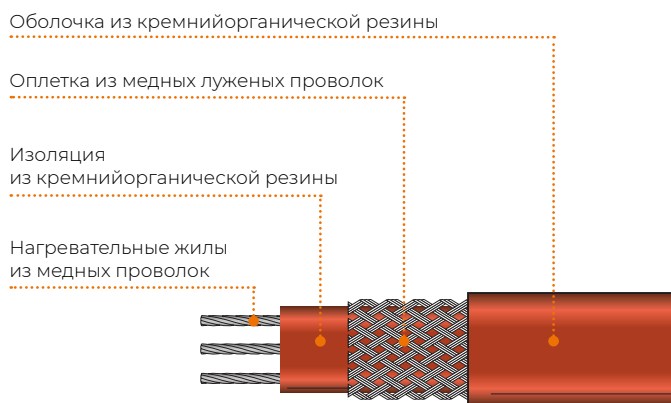 Оболочка из кремнийорганической резины
Оплетка из медных луженых проволок
Изоляция
из кремнийорганической резины
Нагревательные жилы
из медных проволок